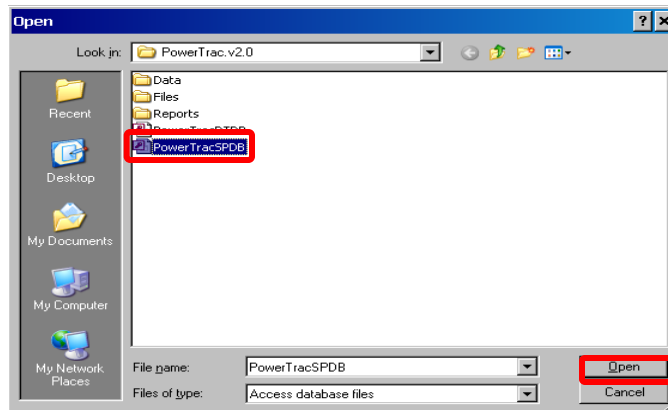 Open
Look in: PowerTrac.v2.0
Data
Files
Reports
PowerTracDTDB
PowerTracSPDB
Recent
Desktop
My Documents
My Computer
My Network
Places
File name: PowerTracSPDB Open
Files of type: Access database files Cancel